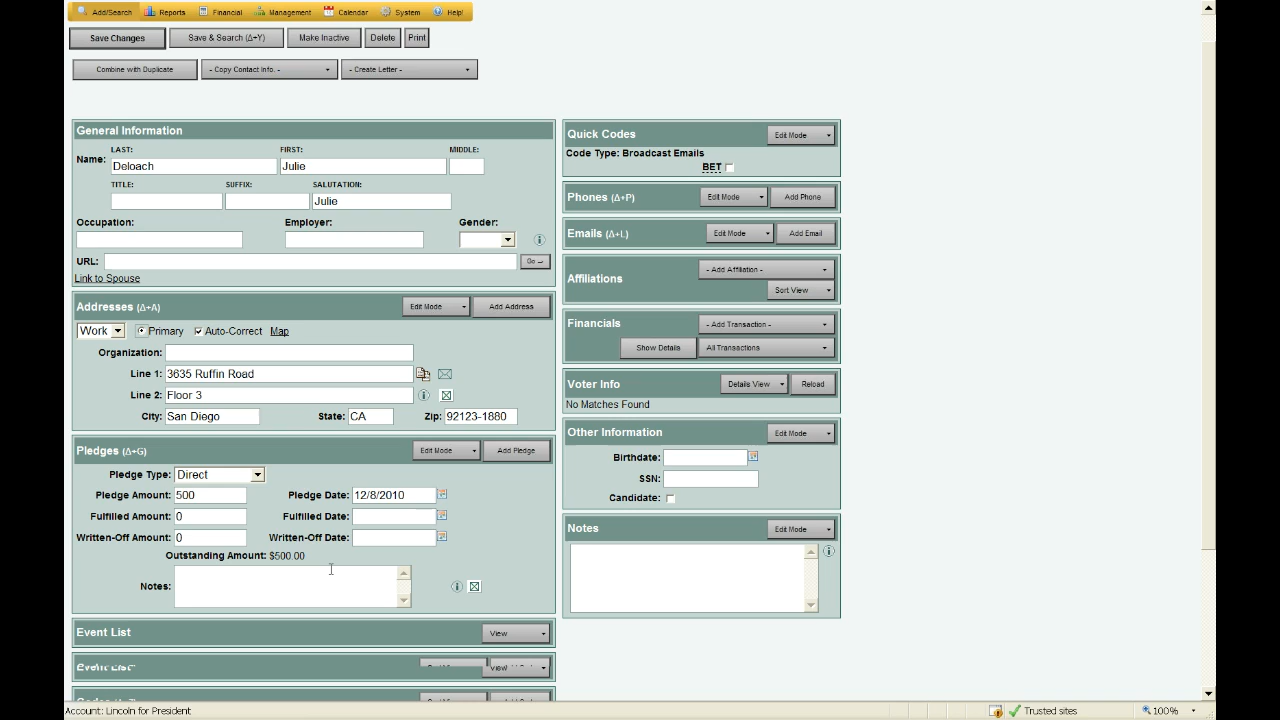 Add/Search Reports Financial Management Calendar System Help!
Save Changes Save & Search (Δ+Y) Make Inactive Delete Print
Combine with Duplicate - Copy Contact Info. - - Create Letter -
General Information
LAST: FIRST: MIDDLE:
Name: Deloach Julie
TITLE: SUFFIX: SALUTATION:
Julie
Occupation: Employer: Gender:
URL: Go
Link to Spouse
Addresses (Δ+A) Edit Mode Add Address
Work Primary Auto-Correct Map
Organization:
Line 1: 3635 Ruffin Road
Line 2: Floor 3
City: San Diego State: CA Zip: 92123-1880
Pledges (Δ+G) Edit Mode Add Pledge
Pledge Type: Direct
Pledge Amount: 500 Pledge Date: 12/8/2010
Fulfilled Amount: 0 Fulfilled Date:
Written-Off Amount: 0 Written-Off Date:
Outstanding Amount: $500.00
Notes:
Event List View
Event List View
Quick Codes Edit Mode
Code Type: Broadcast Emails
BET
Phones (Δ+P) Edit Mode Add Phone
Emails (Δ+L) Edit Mode Add Email
Affiliations - Add Affiliation -
Sort View
Financials - Add Transaction -
Show Details All Transactions
Voter Info Details View Reload
No Matches Found
Other Information Edit Mode
Birthdate:
SSN:
Candidate:
Notes Edit Mode
Account: Lincoln for President Trusted sites 100%